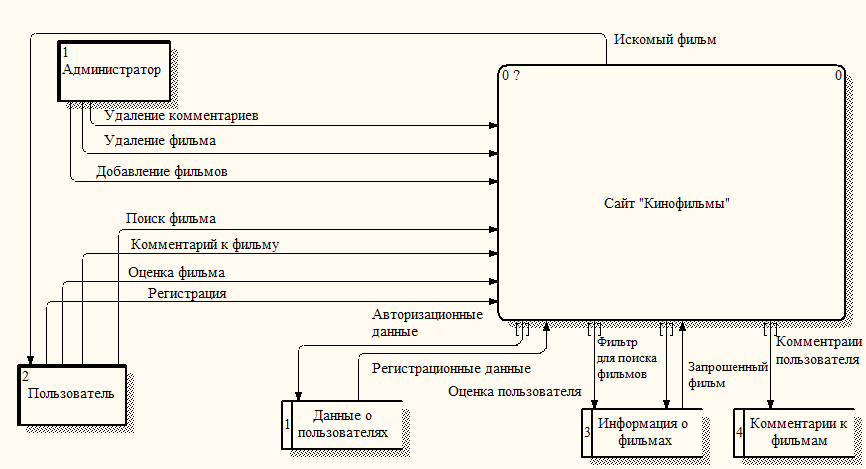 Искомый фильм
1
Администратор
0 ?
0
Удаление комментариев
Удаление фильма
Добавление фильмов
Сайт "Кинофильмы"
Поиск фильма
Комментарий к фильму
Оценка фильма
Регистрация
Авторизационные
данные
Фильтр
для поиска
фильмов
Комментраии
пользователя
Регистрационные данные
Запрошенный
фильм
2
Пользователь
Оценка пользователя
1
Данные о
пользователях
3
Информация о
фильмах
4
Комментарии к
фильмам